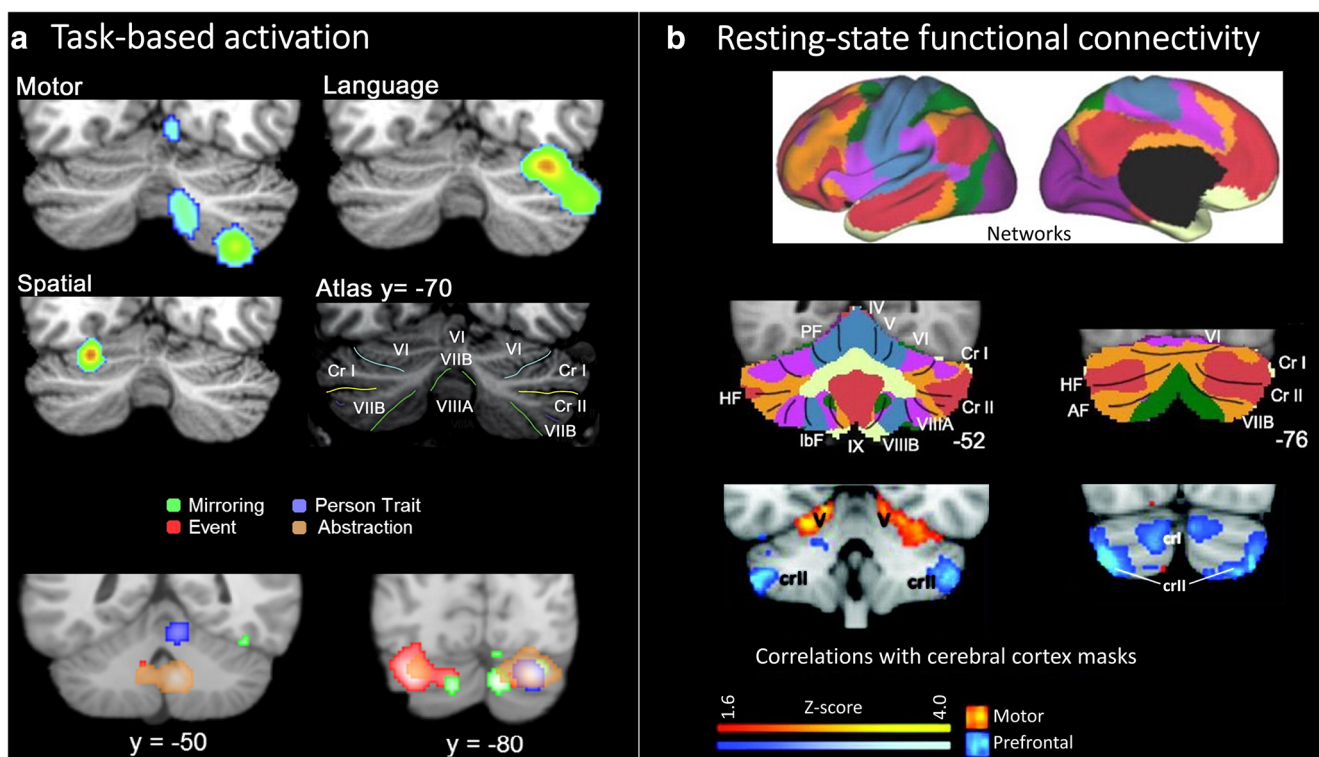 a Task-based activation
Motor
Language
Spatial
Atlas y= -70
VI
VI
VI
VIIB
Cr I
Cr I
VIIB
VIIIA
Cr II
VIIB
Mirroring
Person Trait
Event
Abstraction
y = -50
y = -80
b Resting-state functional connectivity
Networks
IV
V
PF
VI
Cr I
HF
Cr II
VIIIA
IbF
IX
VIIIB
-52
VI
Cr I
HF
Cr II
AF
VIIB
-76
V
V
crII
crII
crI
crII
Correlations with cerebral cortex masks
1.6
Z-score
4.0
Motor
Prefrontal